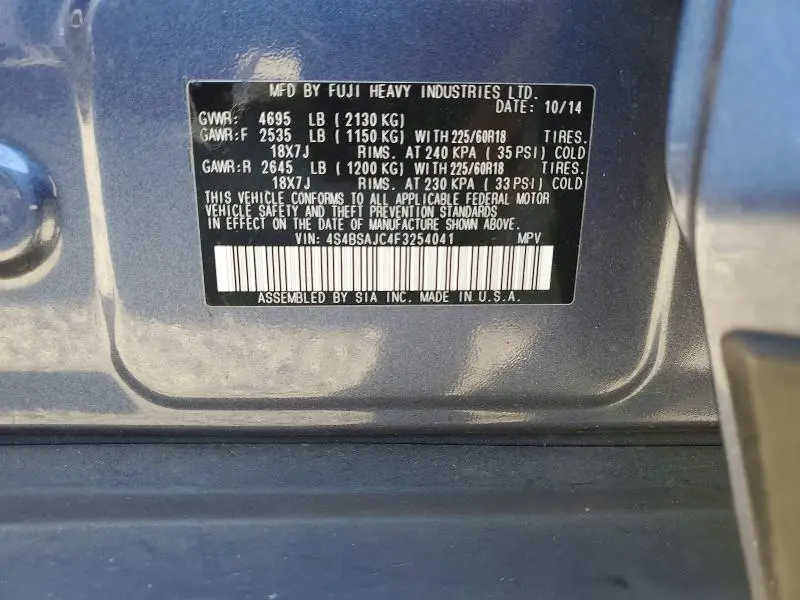 MFD BY FUJI HEAVY INDUSTRIES LTD.
DATE: 10/14
GVWR: 4695 LB ( 2130 KG)
GAWR:F 2535 LB ( 1150 KG) WITH 225/60R18 TIRES.
18X7J RIMS. AT 240 KPA ( 35 PSI) COLD
GAWR:R 2645 LB ( 1200 KG) WITH 225/60R18 TIRES.
18X7J RIMS. AT 230 KPA ( 33 PSI) COLD
THIS VEHICLE CONFORMS TO ALL APPLICABLE FEDERAL MOTOR
VEHICLE SAFETY AND THEFT PREVENTION STANDARDS
IN EFFECT ON THE DATE OF MANUFACTURE SHOWN ABOVE.
VIN: 4S4BSAJC4F3254041 MPV
ASSEMBLED BY SIA INC. MADE IN U.S.A.